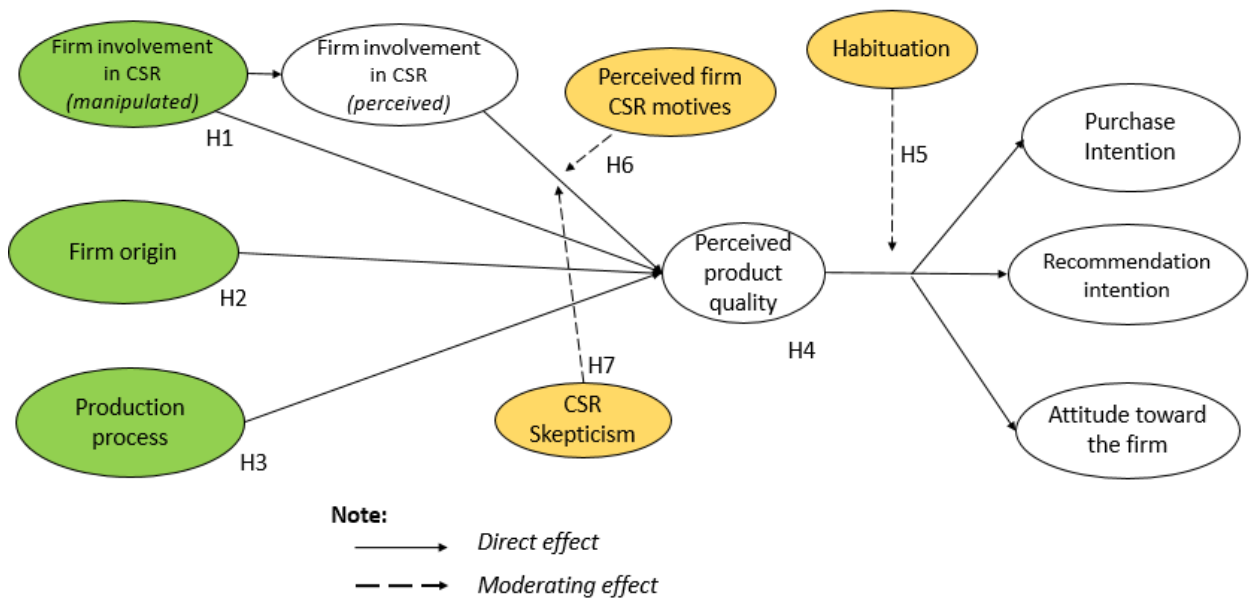 Firm involvement
in CSR
(manipulated)
Firm involvement
in CSR
(perceived)
Perceived firm
CSR motives
Habituation
Purchase
Intention
H1
H6
H5
Firm origin
H2
Perceived
product
quality
Recommendation
intention
H4
H7
Production
process
H3
CSR
Skepticism
Attitude toward
the firm
Note:
Direct effect
Moderating effect